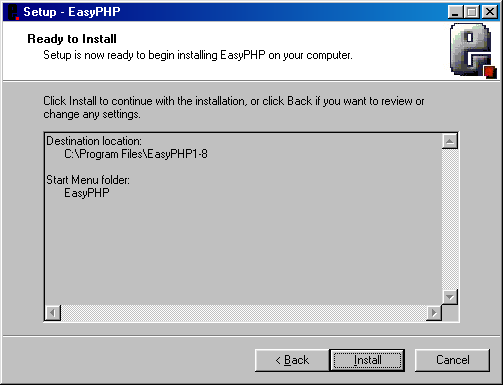 Setup - EasyPHP
Ready to Install
Setup is now ready to begin installing EasyPHP on your computer.
Click Install to continue with the installation, or click Back if you want to review or
change any settings.
Destination location:
C:\Program Files\EasyPHP1-8
Start Menu folder:
EasyPHP
< Back
Install
Cancel